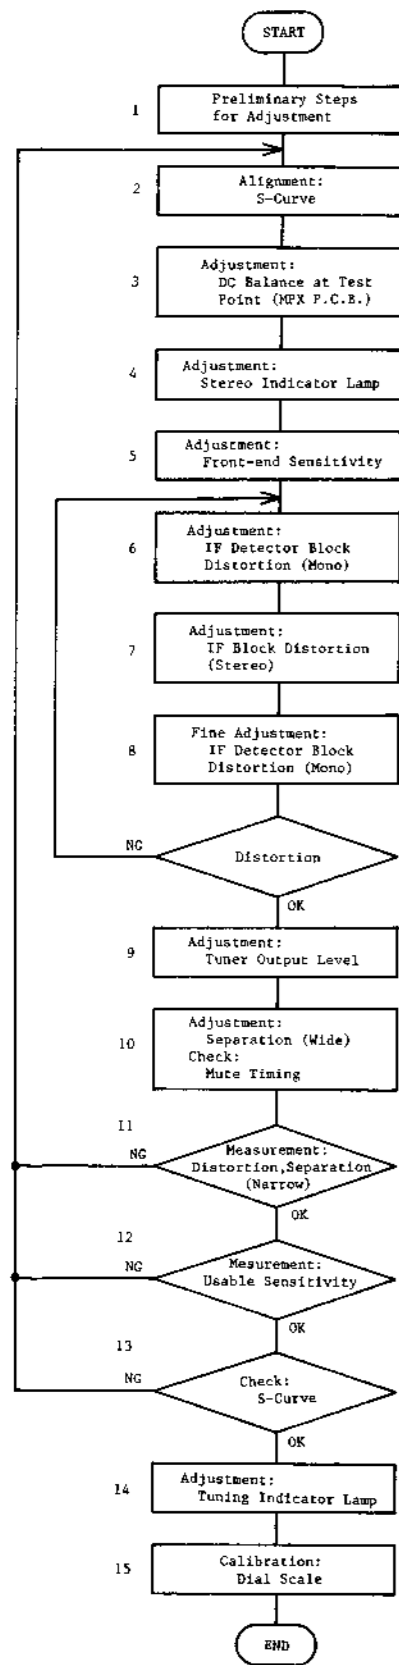 START
1
Preliminary Steps
for Adjustment
2
Alignment:
S-Curve
3
Adjustment:
DC Balance at Test
Point (MPX P.C.B.)
4
Adjustment:
Stereo Indicator Lamp
5
Adjustment:
Front-end Sensitivity
6
Adjustment:
IF Detector Block
Distortion (Mono)
7
Adjustment:
IF Block Distortion
(Stereo)
8
Fine Adjustment:
IF Detector Block
Distortion (Mono)
NG
Distortion
OK
9
Adjustment:
Tuner Output Level
10
Adjustment:
Separation (Wide)
Check:
Mute Timing
11
NG
Measurement:
Distortion,Separation
(Narrow)
OK
12
NG
Mesurement:
Usable Sensitivity
OK
13
NG
Check:
S-Curve
OK
14
Adjustment:
Tuning Indicator Lamp
15
Calibration:
Dial Scale
END